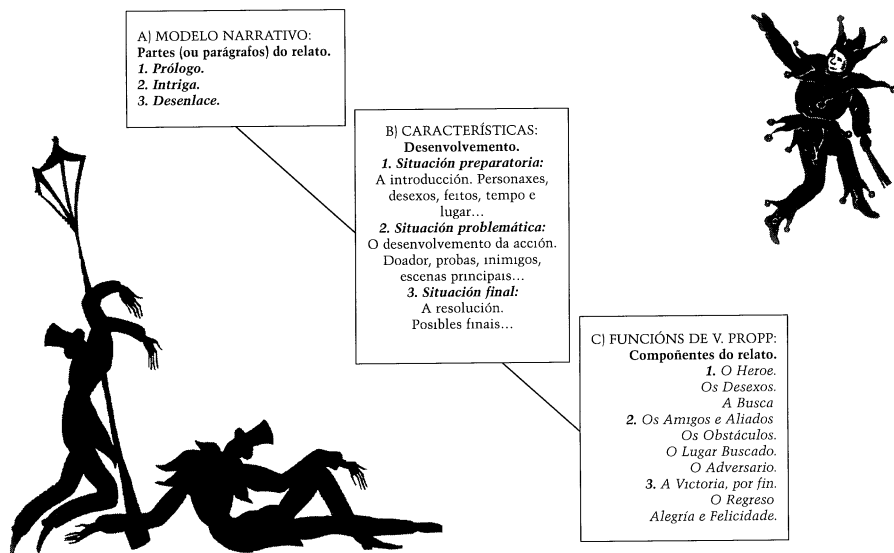 A) MODELO NARRATIVO:
Partes (ou parágrafos) do relato.
1. Prólogo.
2. Intriga.
3. Desenlace.
B) CARACTERÍSTICAS:
Desenvolvemento.
1. Situación preparatoria:
A introducción. Personaxes,
desexos, feitos, tempo e
lugar...
2. Situación problemática:
O desenvolvemento da acción.
Doador, probas, inimigos,
escenas principais...
3. Situación final:
A resolución.
Posibles finais...
C) FUNCIÓNS DE V. PROPP:
Compoñentes do relato.
1. O Heroe.
Os Desexos.
A Busca
2. Os Amigos e Aliados
Os Obstáculos.
O Lugar Buscado.
O Adversario.
3. A Victoria, por fin.
O Regreso
Alegría e Felicidade.